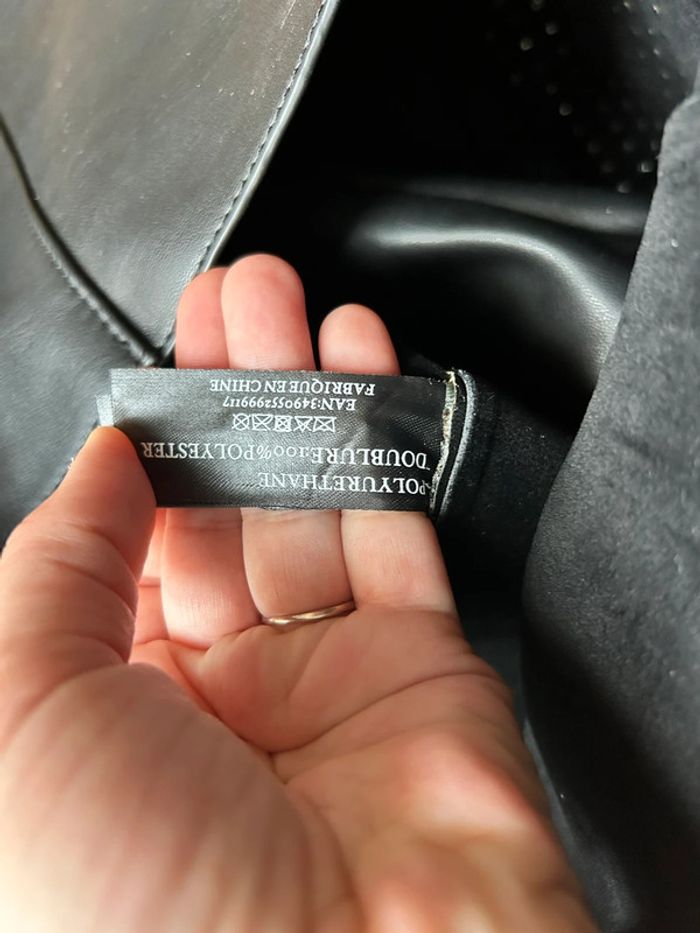 POLYURETHANE
DOUBLURE:100%POLYESTER
EAN:3490552999117
FABRIQUE EN CHINE